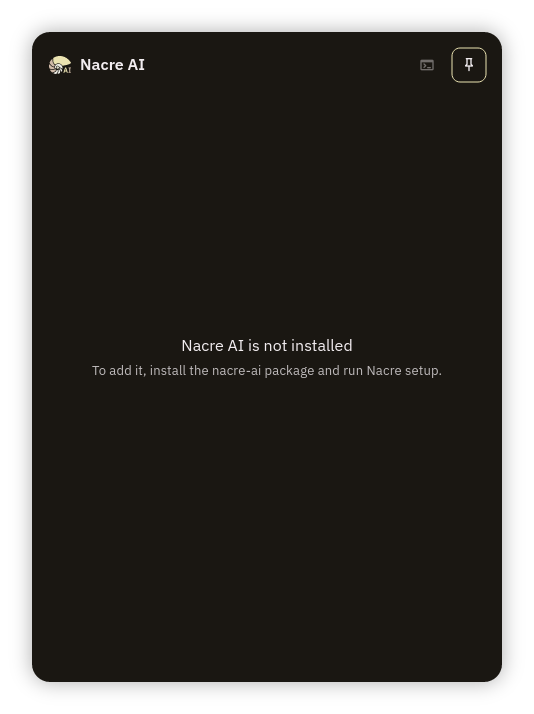 AI
Nacre AI
Nacre AI is not installed
To add it, install the nacre-ai package and run Nacre setup.